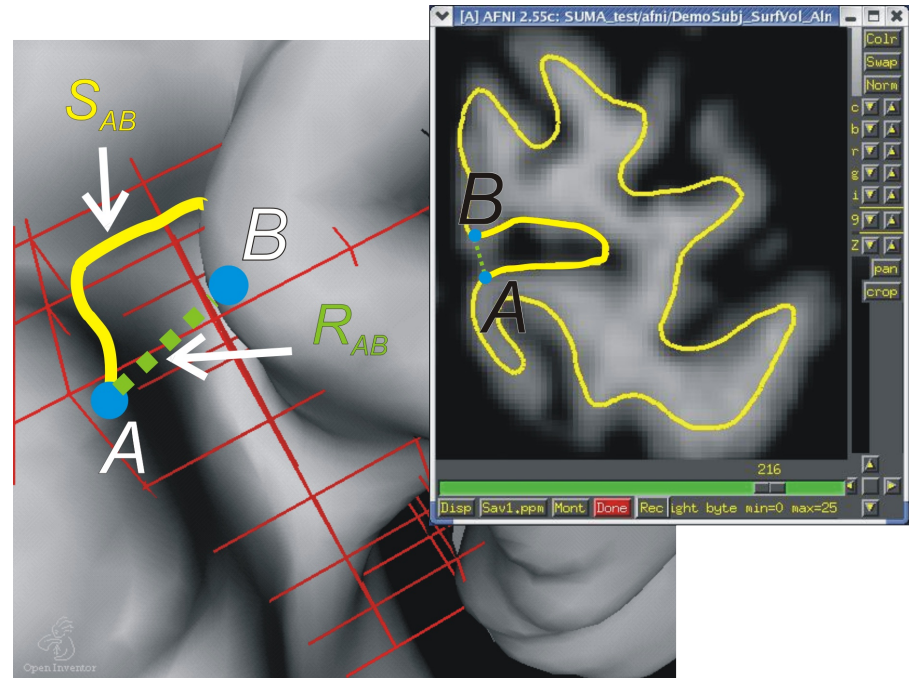 [A] AFNI 2.55c: SUMA_test/afni/DemoSubj_SurfVol_Aln
Colr
Swap
Norm
c
b
r
g
i
9
Z
pan
crop
S_AB
B
R_AB
A
B
A
216
Disp Sav1.ppm Mont Done Rec ight byte min=0 max=25
Open Inventor